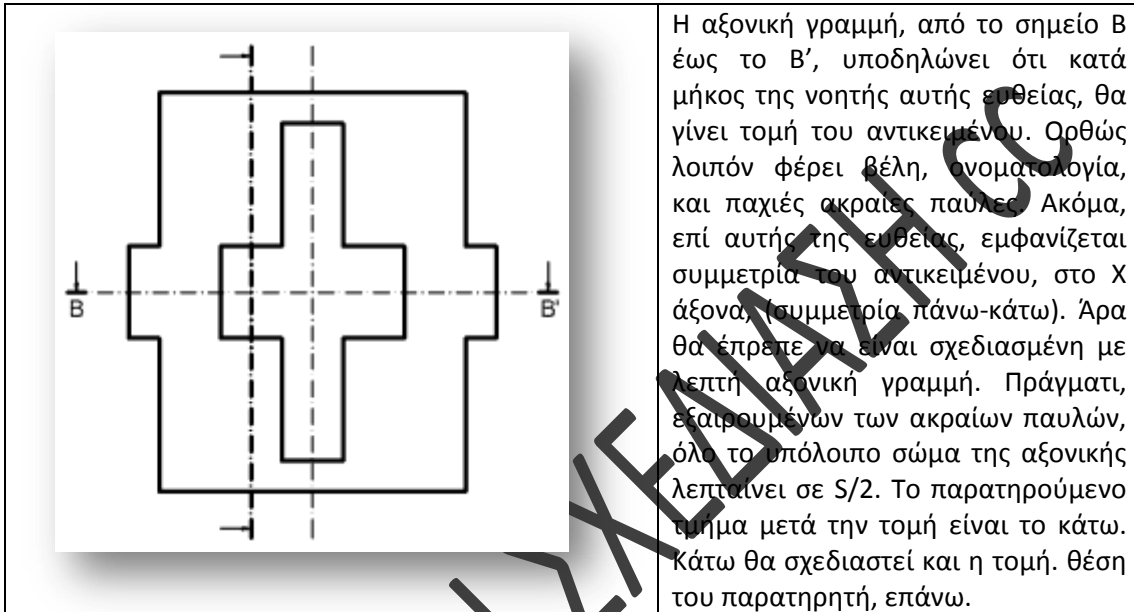 B
B'
Η αξονική γραμμή, από το σημείο Β
έως το Β’, υποδηλώνει ότι κατά
μήκος της νοητής αυτής ευθείας, θα
γίνει τομή του αντικειμένου. Ορθώς
λοιπόν φέρει βέλη, ονοματολογία,
και παχιές ακραίες παύλες. Ακόμα,
επί αυτής της ευθείας, εμφανίζεται
συμμετρία του αντικειμένου, στο Χ
άξονα, (συμμετρία πάνω-κάτω). Άρα
θα έπρεπε να είναι σχεδιασμένη με
λεπτή αξονική γραμμή. Πράγματι,
εξαιρουμένων των ακραίων παυλών,
όλο το υπόλοιπο σώμα της αξονικής
λεπταίνει σε S/2. Το παρατηρούμενο
τμήμα μετά την τομή είναι το κάτω.
Κάτω θα σχεδιαστεί και η τομή. θέση
του παρατηρητή, επάνω.
ΣΧΕΔΙΑΣΗ CC